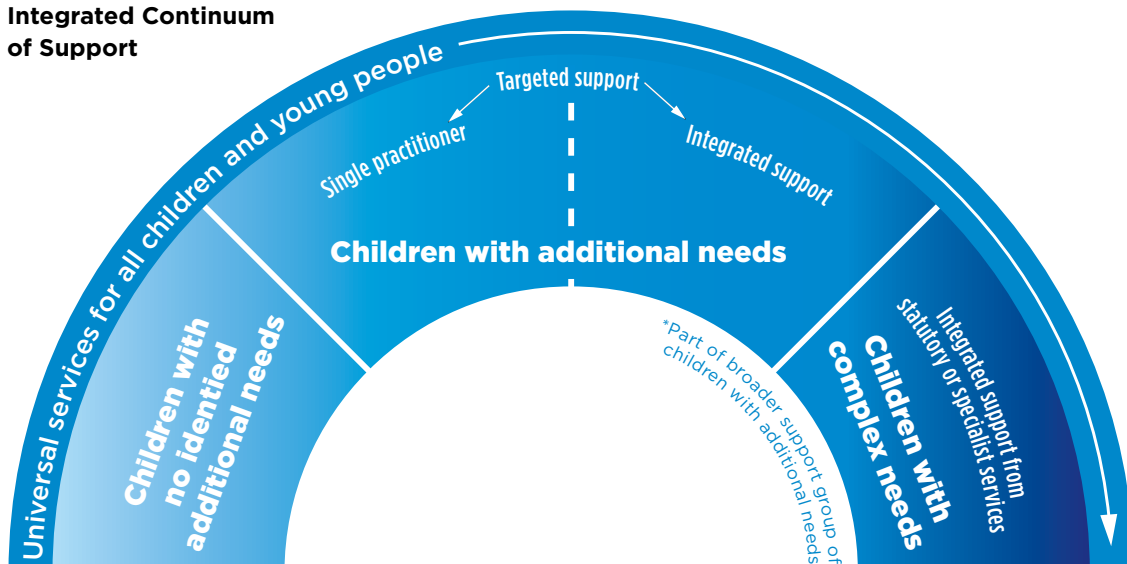 Integrated Continuum
of Support
Universal services for all children and young people
Targeted support
Single practitioner
Integrated support
Children with additional needs
Children with
no identied
additional needs
*Part of broader support group of
children with additional needs
Children with
complex needs
Integrated support from
statutory or specialist services